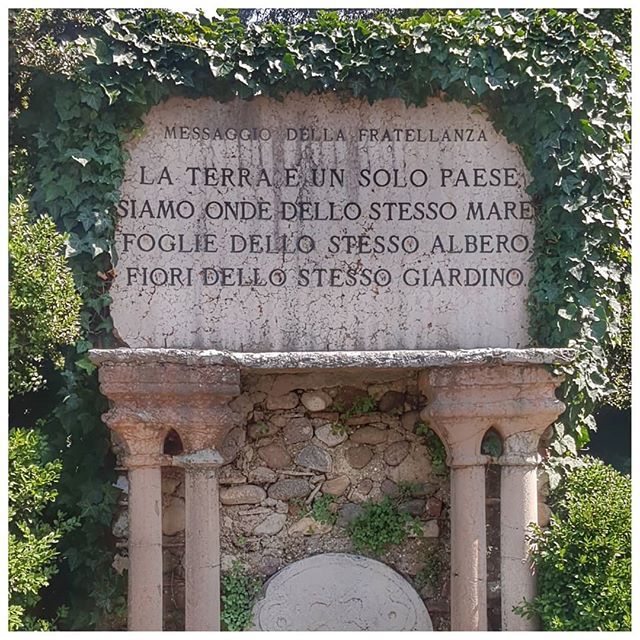 MESSAGGIO DELLA FRATELLANZA
LA TERRA E UN SOLO PAESE
SIAMO ONDE DELLO STESSO MARE
FOGLIE DELLO STESSO ALBERO
FIORI DELLO STESSO GIARDINO